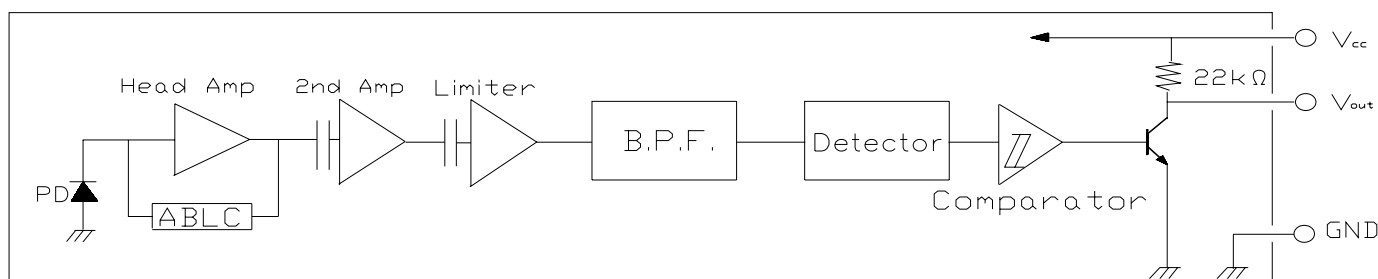 Vcc
Head Amp
2nd Amp
Limiter
22kΩ
Vout
B.P.F.
Detector
PD
ABLC
Comparator
GND